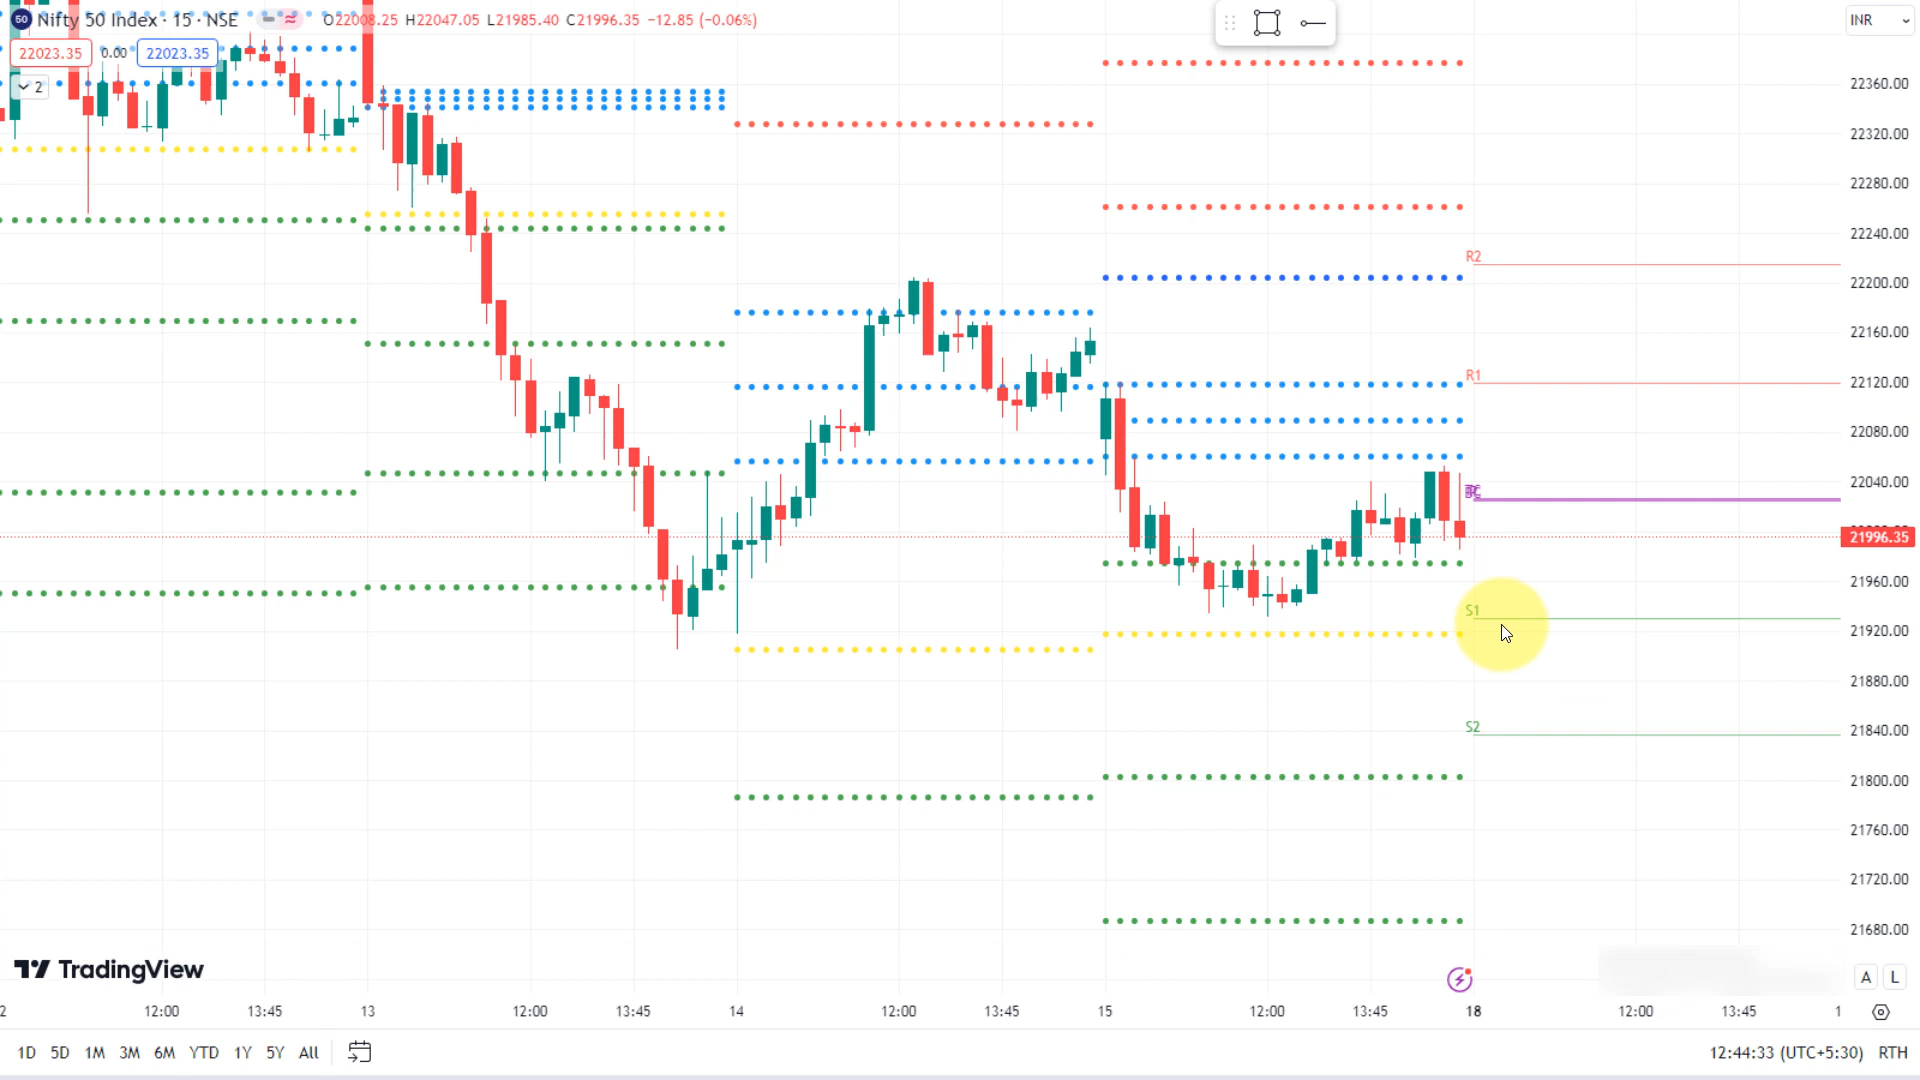 50 Nifty 50 Index · 15 · NSE O22008.25 H22047.05 L21985.40 C21996.35 −12.85 (−0.06%)
INR
22023.35 0.00 22023.35
2
22360.00
22320.00
22280.00
22240.00
R2
22200.00
22160.00
R1
22120.00
22080.00
22040.00
21996.35
21960.00
S1
21920.00
21880.00
S2
21840.00
21800.00
21760.00
21720.00
21680.00
TradingView
A L
2 12:00 13:45 13 12:00 13:45 14 12:00 13:45 15 12:00 13:45 18 12:00 13:45 1
1D 5D 1M 3M 6M YTD 1Y 5Y All 12:44:33 (UTC+5:30) RTH